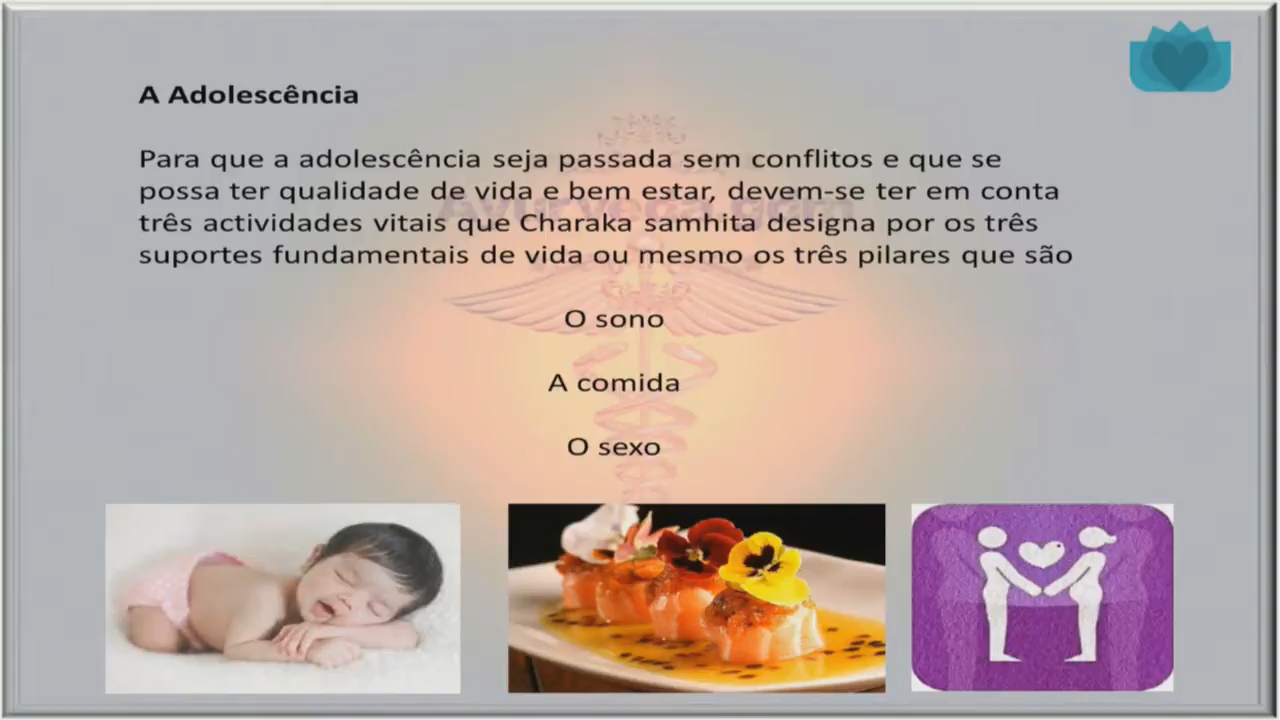 A Adolescência
Para que a adolescência seja passada sem conflitos e que se
possa ter qualidade de vida e bem estar, devem-se ter em conta
três actividades vitais que Charaka samhita designa por os três
suportes fundamentais de vida ou mesmo os três pilares que são
O sono
A comida
O sexo